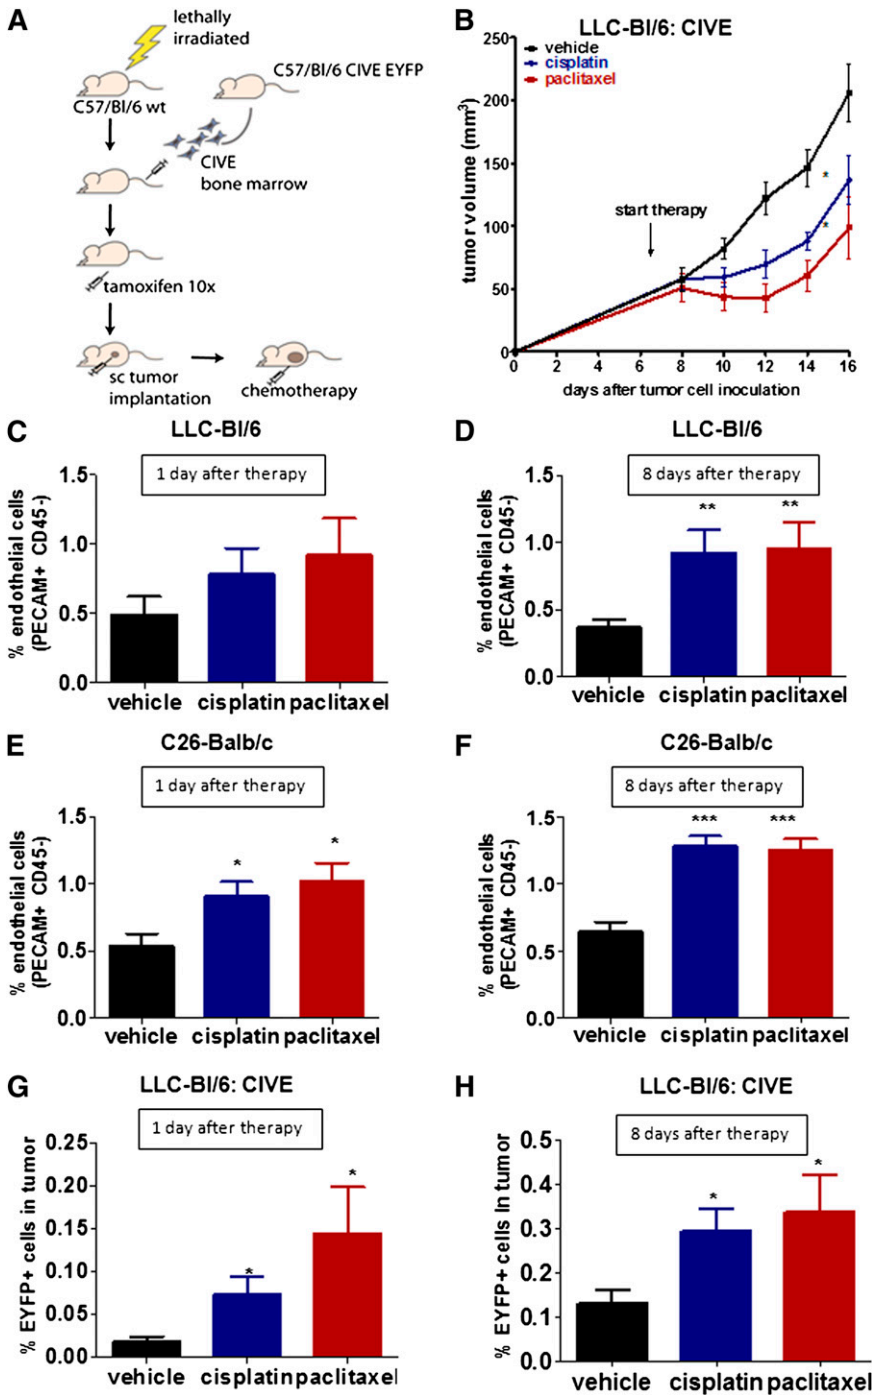 A
lethally
irradiated
C57/Bl/6 CIVE EYFP
C57/Bl/6 wt
CIVE
bone marrow
tamoxifen 10x
sc tumor
implantation
chemotherapy
B
LLC-Bl/6: CIVE
vehicle
cisplatin
paclitaxel
tumor volume (mm³)
250
200
150
100
50
0
start therapy
*
*
0 2 4 6 8 10 12 14 16
days after tumor cell inoculation
C
LLC-Bl/6
1 day after therapy
% endothelial cells
(PECAM+ CD45-)
1.5
1.0
0.5
0.0
vehicle cisplatin paclitaxel
D
LLC-Bl/6
8 days after therapy
% endothelial cells
(PECAM+ CD45-)
1.5
1.0
0.5
0.0
** **
vehicle cisplatin paclitaxel
E
C26-Balb/c
1 day after therapy
% endothelial cells
(PECAM+ CD45-)
1.5
1.0
0.5
0.0
* *
vehicle cisplatin paclitaxel
F
C26-Balb/c
8 days after therapy
% endothelial cells
(PECAM+ CD45-)
1.5
1.0
0.5
0.0
*** ***
vehicle cisplatin paclitaxel
G
LLC-Bl/6: CIVE
1 day after therapy
% EYFP+ cells in tumor
0.25
0.20
0.15
0.10
0.05
0.00
* *
vehicle cisplatin paclitaxel
H
LLC-Bl/6: CIVE
8 days after therapy
% EYFP+ cells In tumor
0.5
0.4
0.3
0.2
0.1
0.0
* *
vehicle cisplatin paclitaxel